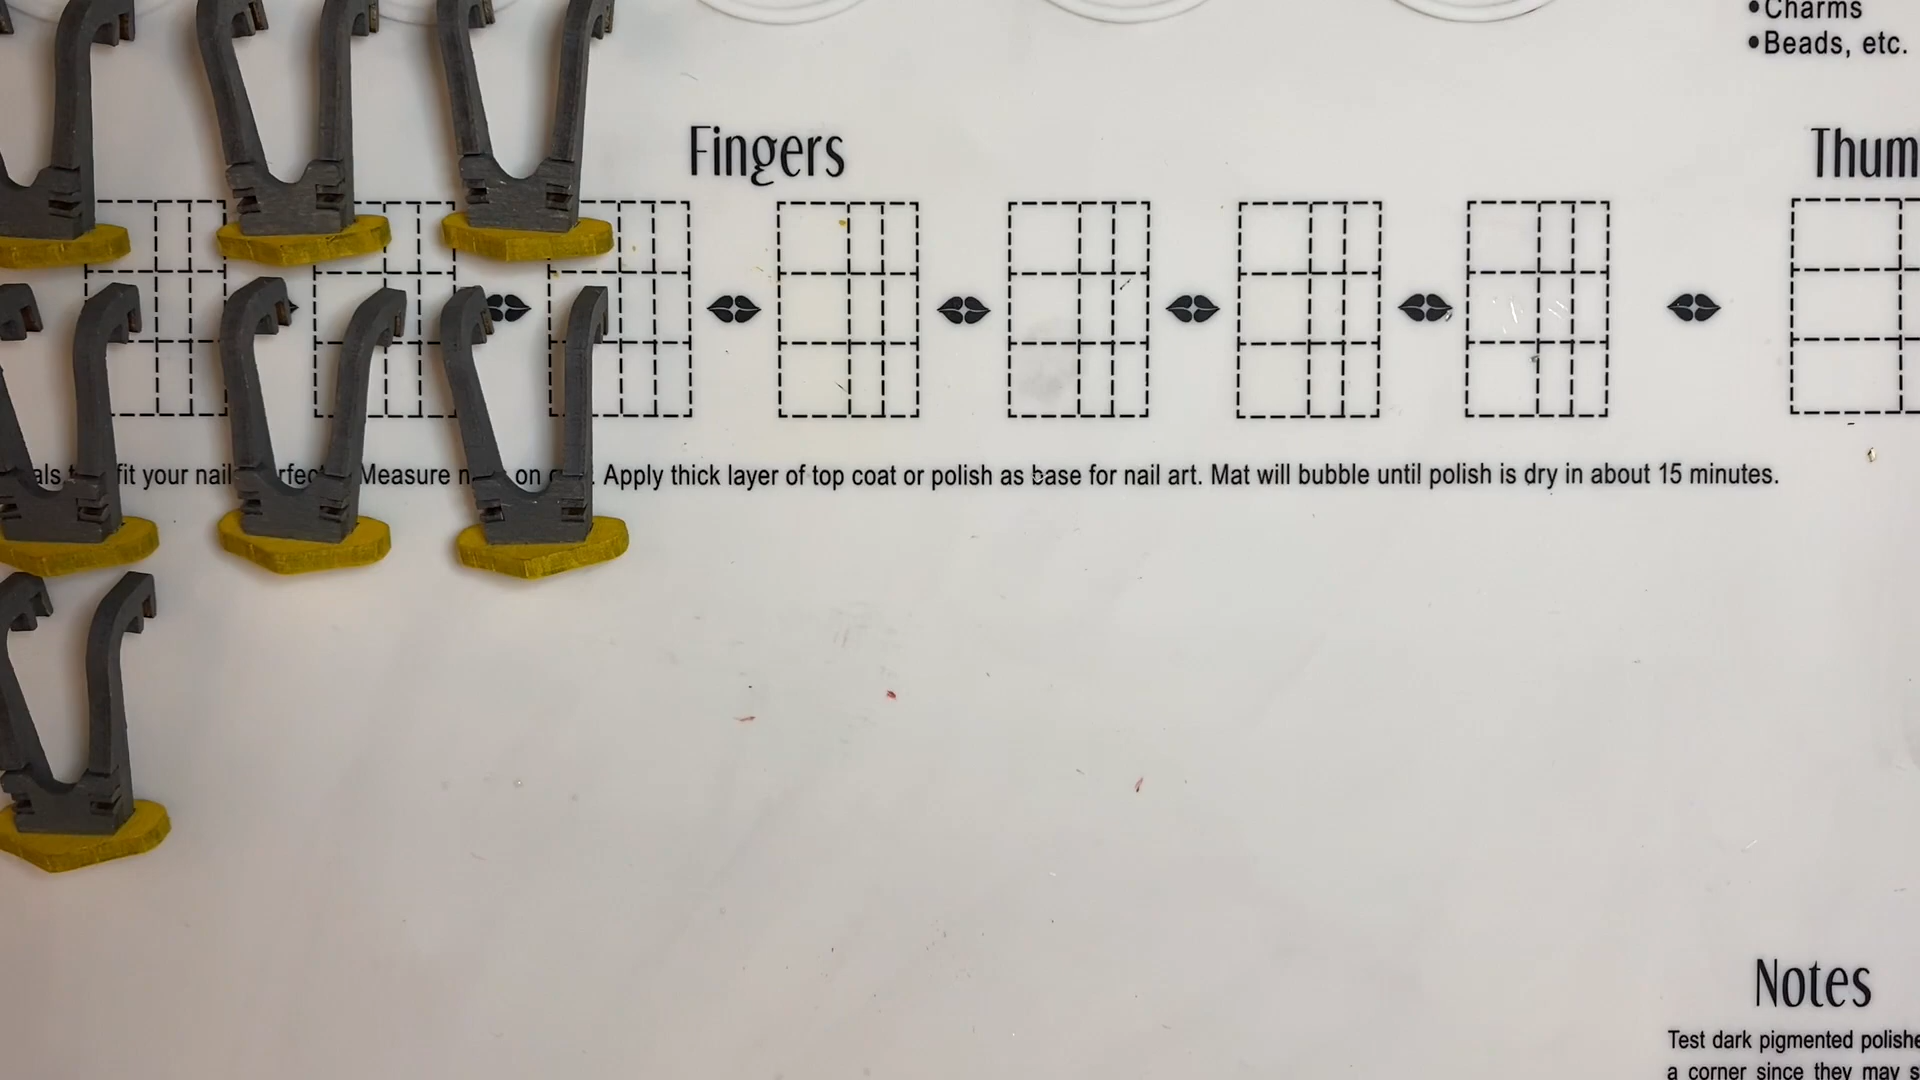 •Charms
•Beads, etc.
Fingers
Thum
fit your nail Measure on Apply thick layer of top coat or polish as base for nail art. Mat will bubble until polish is dry in about 15 minutes.
Notes
Test dark pigmented polishe
a corner since they may s